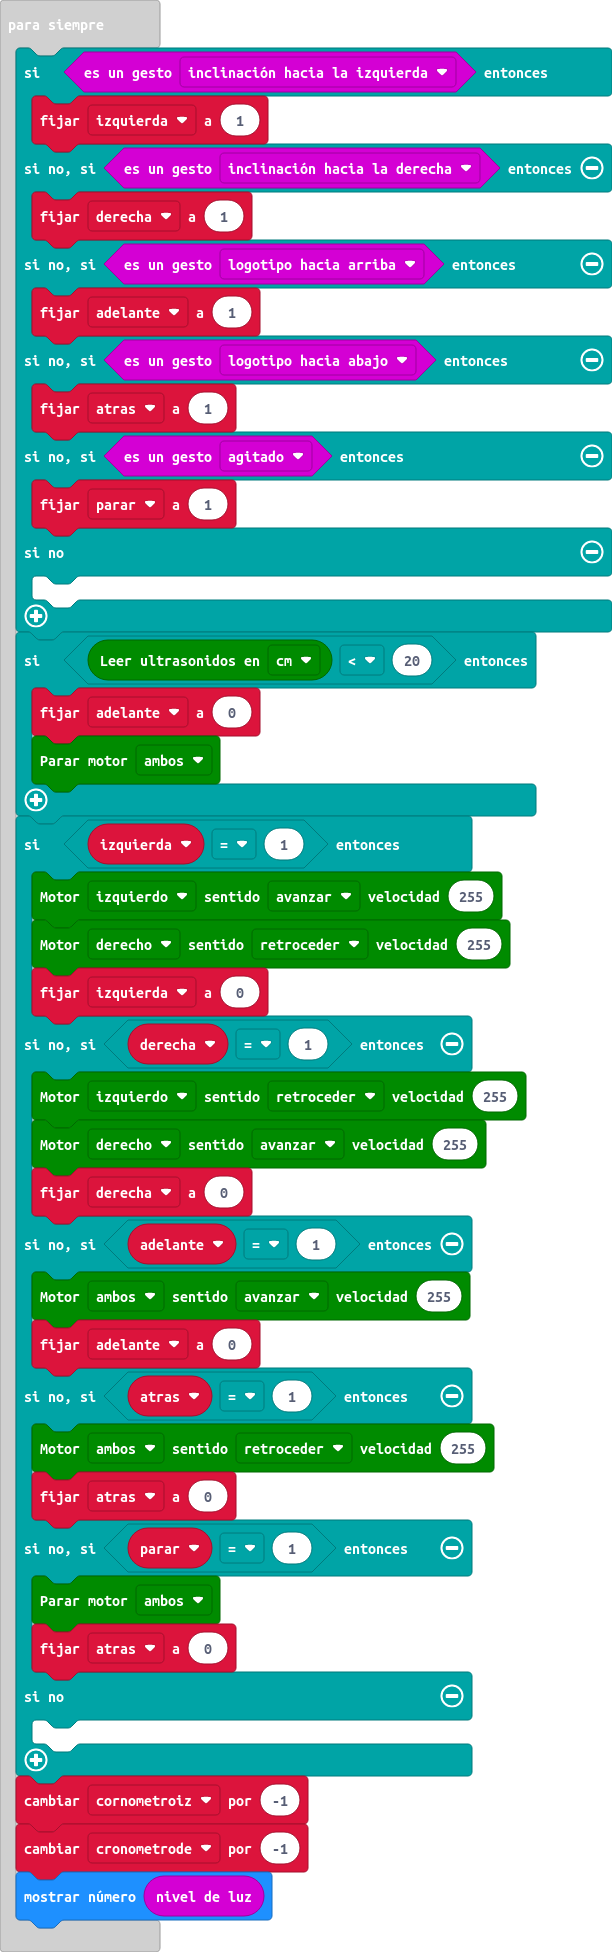 para siempre
si es un gesto inclinación hacia la izquierda entonces
fijar izquierda a 1
si no, si es un gesto inclinación hacia la derecha entonces
fijar derecha a 1
si no, si es un gesto logotipo hacia arriba entonces
fijar adelante a 1
si no, si es un gesto logotipo hacia abajo entonces
fijar atras a 1
si no, si es un gesto agitado entonces
fijar parar a 1
si no
si Leer ultrasonidos en cm < 20 entonces
fijar adelante a 0
Parar motor ambos
si izquierda = 1 entonces
Motor izquierdo sentido avanzar velocidad 255
Motor derecho sentido retroceder velocidad 255
fijar izquierda a 0
si no, si derecha = 1 entonces
Motor izquierdo sentido retroceder velocidad 255
Motor derecho sentido avanzar velocidad 255
fijar derecha a 0
si no, si adelante = 1 entonces
Motor ambos sentido avanzar velocidad 255
fijar adelante a 0
si no, si atras = 1 entonces
Motor ambos sentido retroceder velocidad 255
fijar atras a 0
si no, si parar = 1 entonces
Parar motor ambos
fijar atras a 0
si no
cambiar cornometroiz por -1
cambiar cronometrode por -1
mostrar número nivel de luz